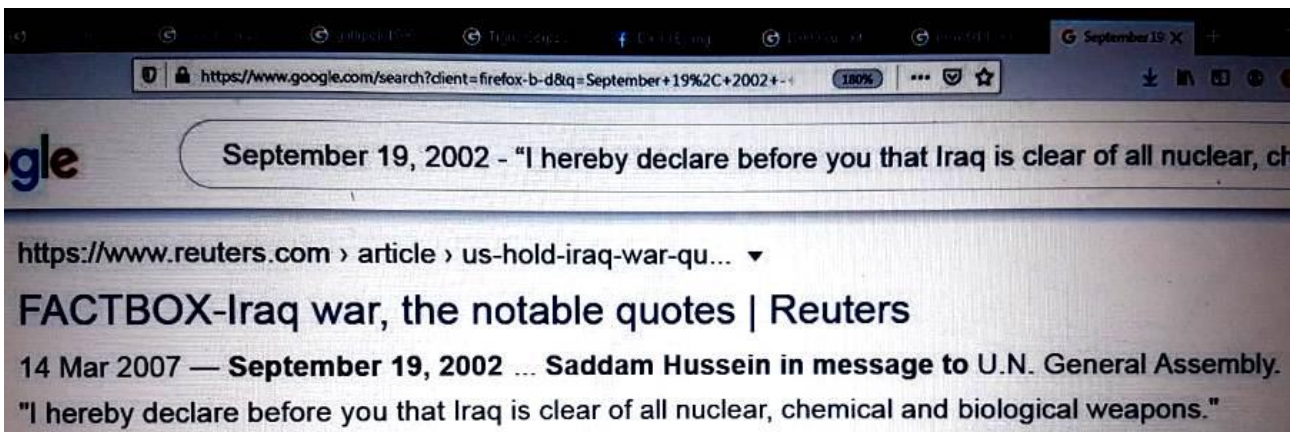 September 19
https://www.google.com/search?client=firefox-b-d&q=September+19%2C+2002+-
180%
gle
September 19, 2002 - "I hereby declare before you that Iraq is clear of all nuclear, ch
https://www.reuters.com › article › us-hold-iraq-war-qu...
FACTBOX-Iraq war, the notable quotes | Reuters
14 Mar 2007 — September 19, 2002 ... Saddam Hussein in message to U.N. General Assembly.
"I hereby declare before you that Iraq is clear of all nuclear, chemical and biological weapons."